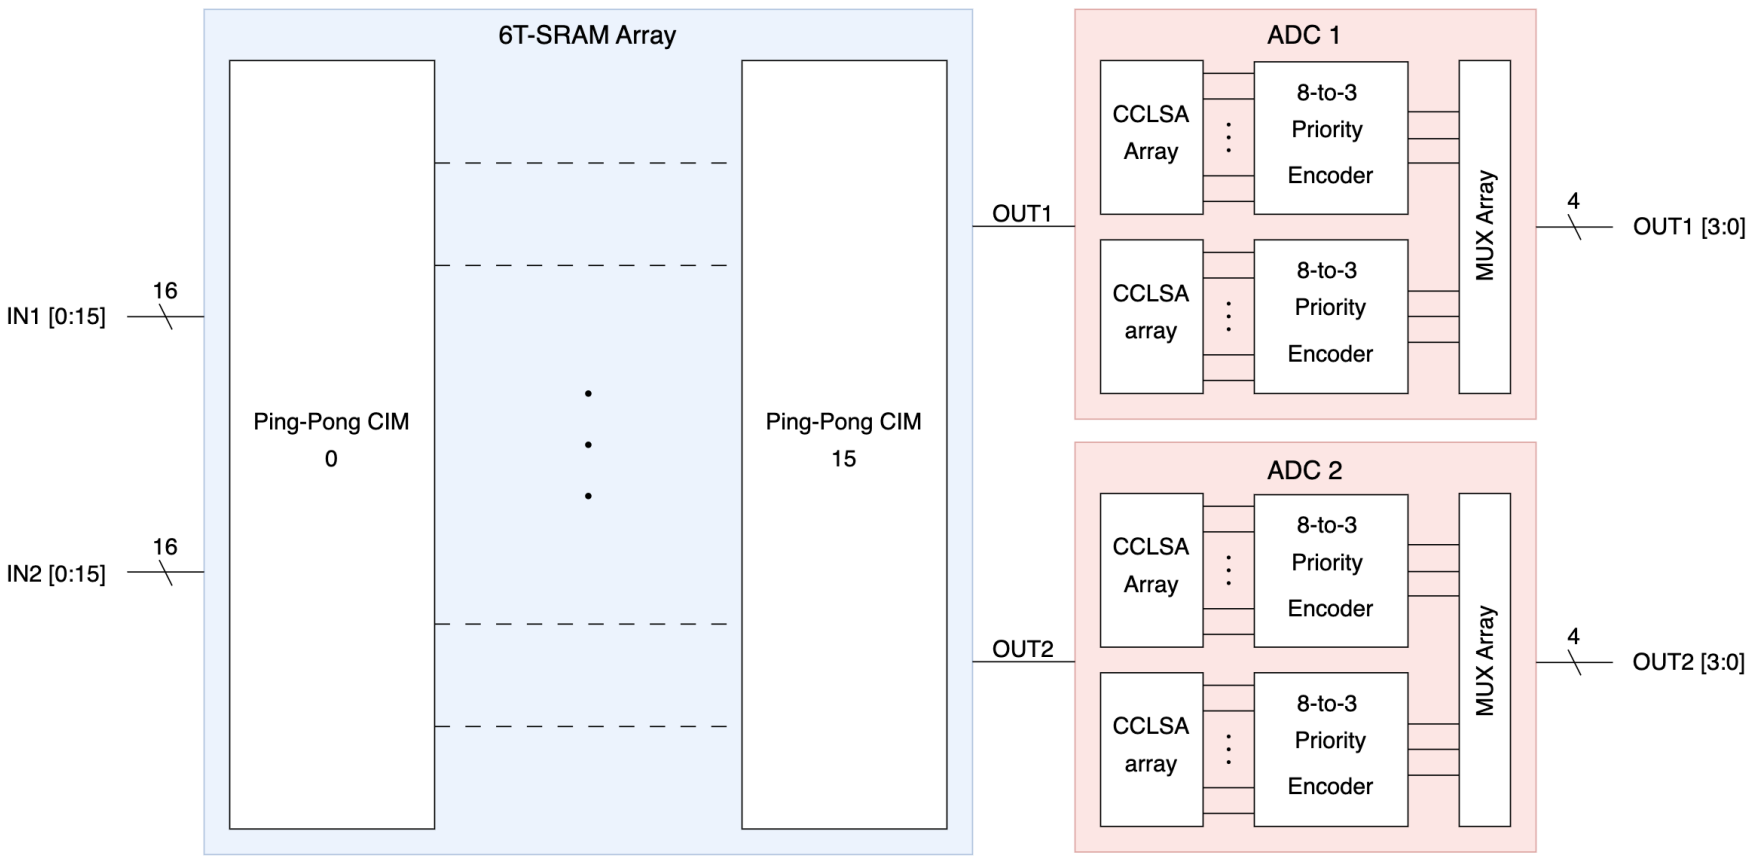 6T-SRAM Array
Ping-Pong CIM
0
Ping-Pong CIM
15
16
IN1 [0:15]
16
IN2 [0:15]
OUT1
OUT2
ADC 1
CCLSA
Array
8-to-3
Priority
Encoder
CCLSA
array
8-to-3
Priority
Encoder
MUX Array
4
OUT1 [3:0]
ADC 2
CCLSA
Array
8-to-3
Priority
Encoder
CCLSA
array
8-to-3
Priority
Encoder
MUX Array
4
OUT2 [3:0]